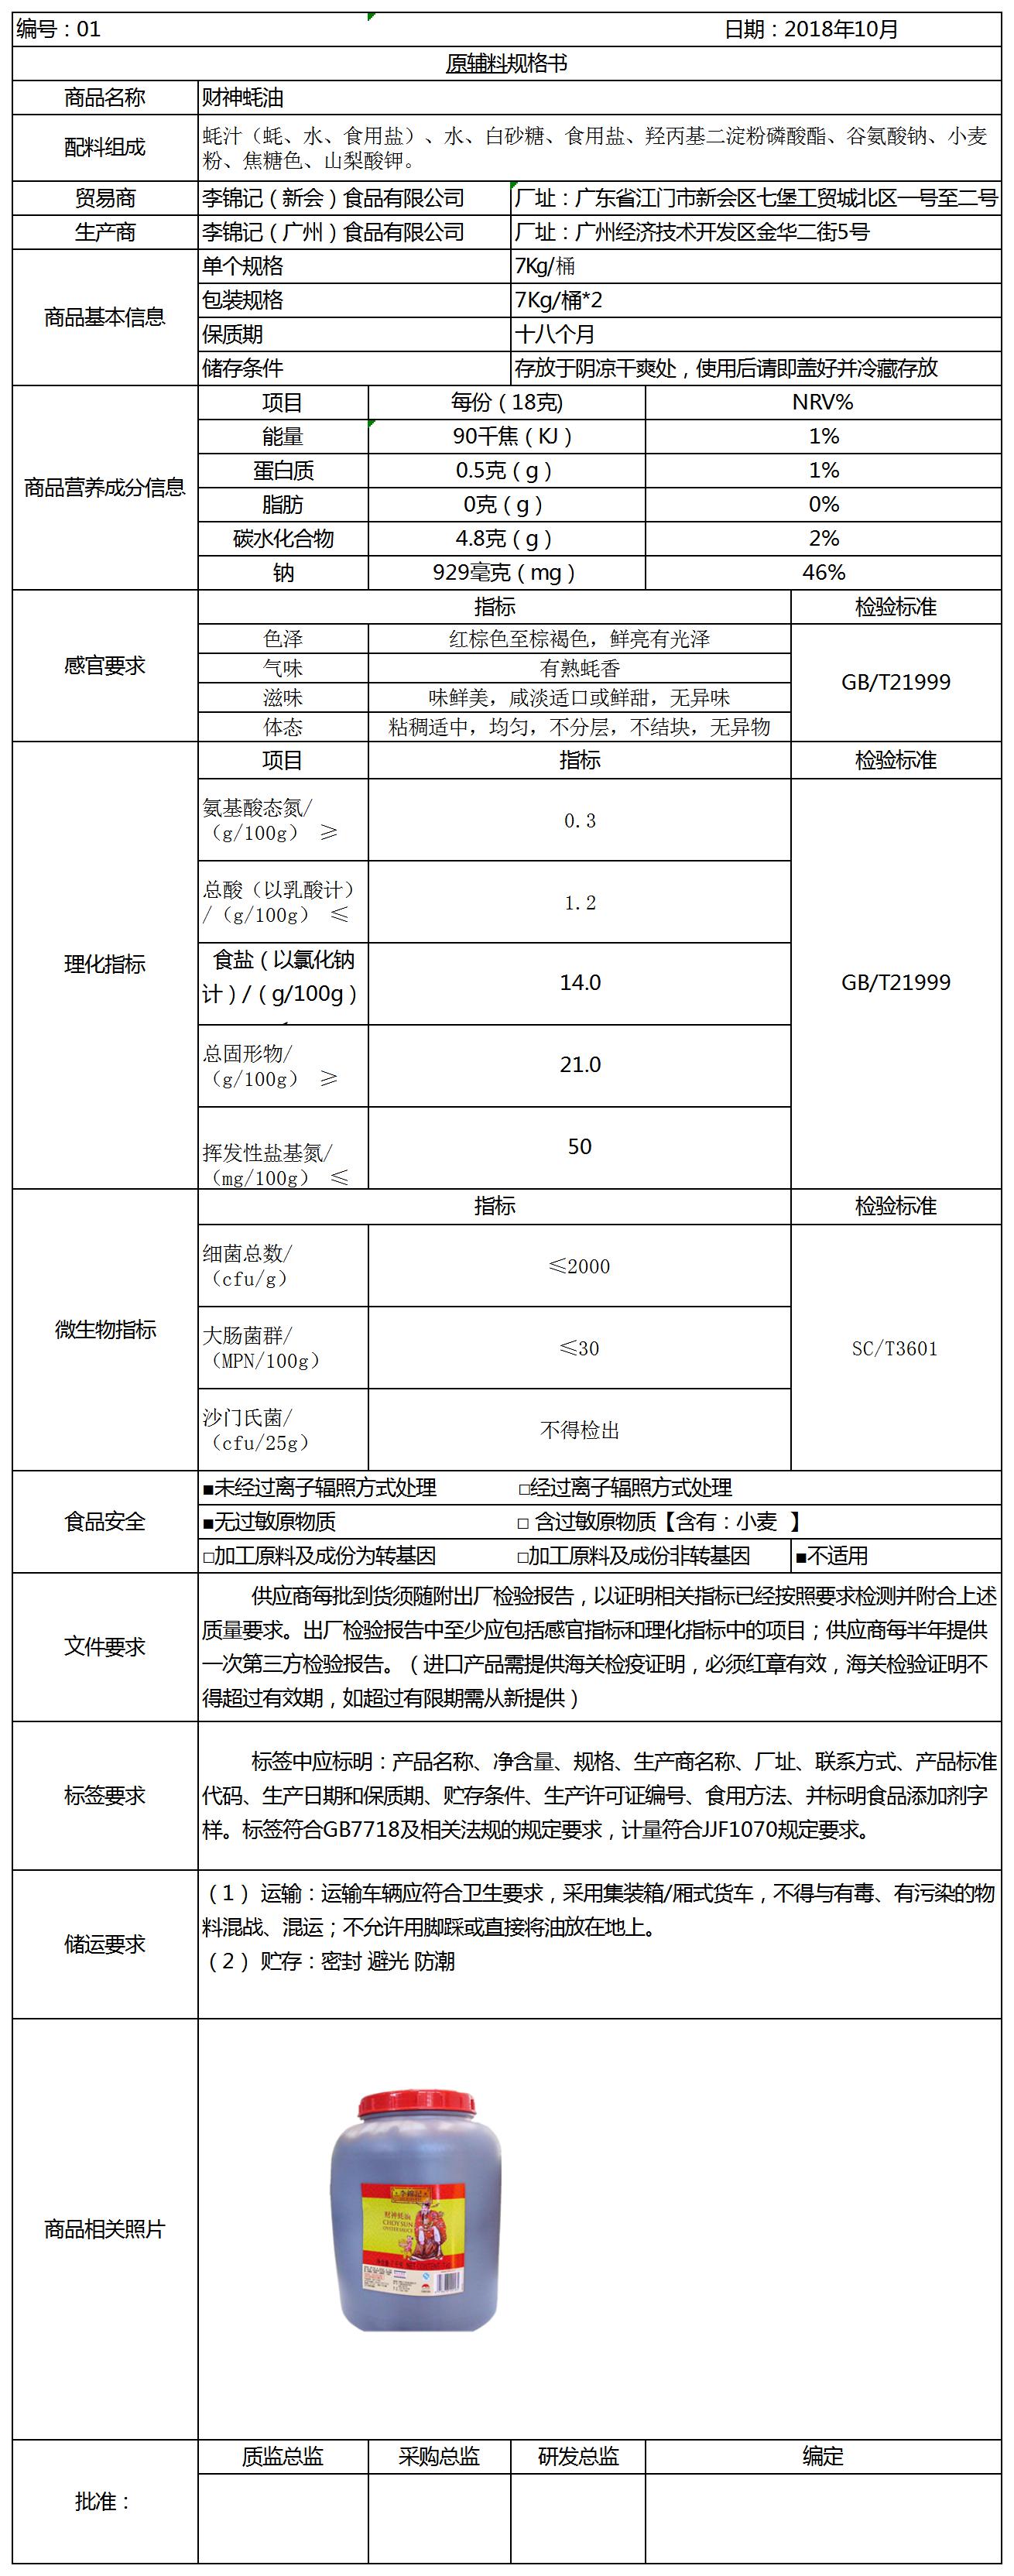 编号：01 日期：2018年10月
原辅料规格书
商品名称 财神蚝油
配料组成 蚝汁（蚝、水、食用盐）、水、白砂糖、食用盐、羟丙基二淀粉磷酸酯、谷氨酸钠、小麦
粉、焦糖色、山梨酸钾。
贸易商 李锦记（新会）食品有限公司 厂址：广东省江门市新会区七堡工贸城北区一号至二号
生产商 李锦记（广州）食品有限公司 厂址：广州经济技术开发区金华二街5号
商品基本信息
单个规格 7Kg/桶
包装规格 7Kg/桶*2
保质期 十八个月
储存条件 存放于阴凉干爽处，使用后请即盖好并冷藏存放
商品营养成分信息
项目 每份（18克) NRV%
能量 90千焦（KJ） 1%
蛋白质 0.5克（g） 1%
脂肪 0克（g） 0%
碳水化合物 4.8克（g） 2%
钠 929毫克（mg） 46%
感官要求
指标 检验标准
色泽 红棕色至棕褐色，鲜亮有光泽
气味 有熟蚝香
滋味 味鲜美，咸淡适口或鲜甜，无异味
体态 粘稠适中，均匀，不分层，不结块，无异物
GB/T21999
理化指标
项目 指标 检验标准
氨基酸态氮/
（g/100g） ≥
0.3
总酸（以乳酸计）
/（g/100g） ≤
1.2
食盐（以氯化钠
计）/（g/100g）
14.0
GB/T21999
总固形物/
（g/100g） ≥
21.0
挥发性盐基氮/
（mg/100g） ≤
50
微生物指标
指标 检验标准
细菌总数/
（cfu/g）
≤2000
大肠菌群/
（MPN/100g）
≤30
SC/T3601
沙门氏菌/
（cfu/25g）
不得检出
食品安全
■未经过离子辐照方式处理 □经过离子辐照方式处理
■无过敏原物质 □ 含过敏原物质【含有：小麦 】
□加工原料及成份为转基因 □加工原料及成份非转基因 ■不适用
文件要求
供应商每批到货须随附出厂检验报告，以证明相关指标已经按照要求检测并附合上述
质量要求。出厂检验报告中至少应包括感官指标和理化指标中的项目；供应商每半年提供
一次第三方检验报告。（进口产品需提供海关检疫证明，必须红章有效，海关检验证明不
得超过有效期，如超过有限期需从新提供）
标签要求
标签中应标明：产品名称、净含量、规格、生产商名称、厂址、联系方式、产品标准
代码、生产日期和保质期、贮存条件、生产许可证编号、食用方法、并标明食品添加剂字
样。标签符合GB7718及相关法规的规定要求，计量符合JJF1070规定要求。
储运要求
（1） 运输：运输车辆应符合卫生要求，采用集装箱/厢式货车，不得与有毒、有污染的物
料混战、混运；不允许用脚踩或直接将油放在地上。
（2） 贮存：密封 避光 防潮
商品相关照片
李锦记
财神蚝油
CHOY SUN
OYSTER SAUCE
批准：
质监总监 采购总监 研发总监 编定